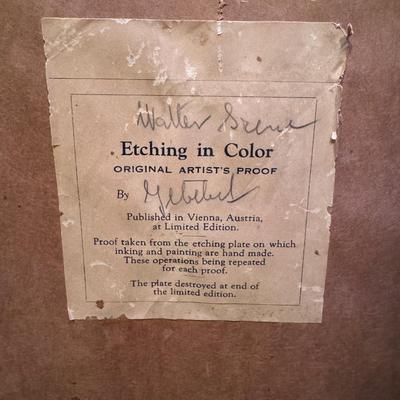 Etching in Color
ORIGINAL ARTIST'S PROOF
By
Published in Vienna, Austria,
at Limited Edition.
Proof taken from the etching plate on which
inking and painting are hand made.
These operations being repeated
for each proof.
The plate destroyed at end of
the limited edition.